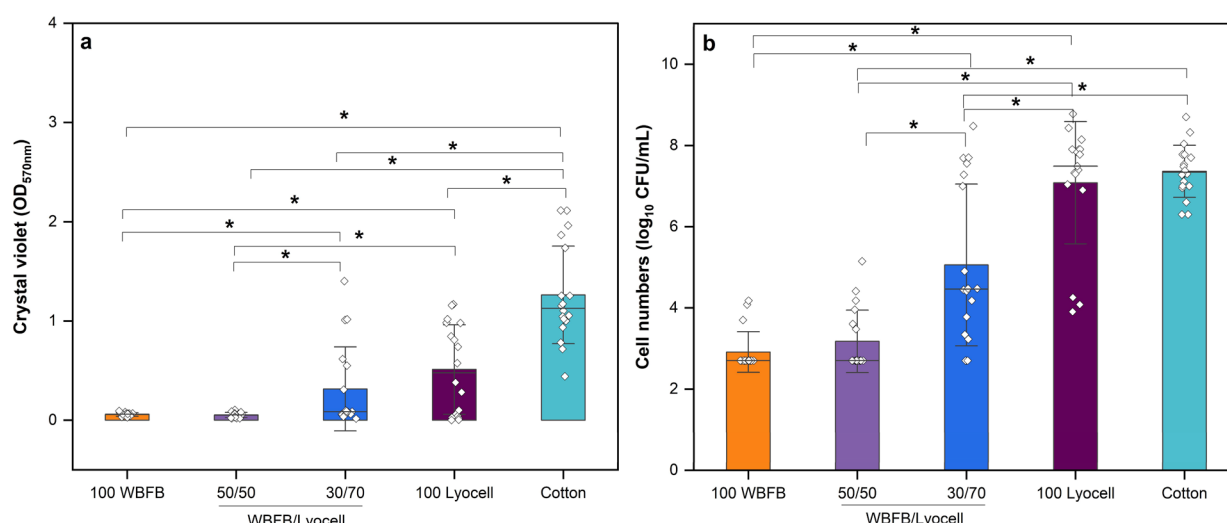 a
Crystal violet (OD570nm)
4
3
2
1
0
* * * * * * * *
100 WBFB 50/50 30/70 100 Lyocell Cotton
WBFB/Lyocell
b
Cell numbers (log10 CFU/mL)
10
8
6
4
2
0
* * * * * * *
100 WBFB 50/50 30/70 100 Lyocell Cotton
WBFB/Lyocell